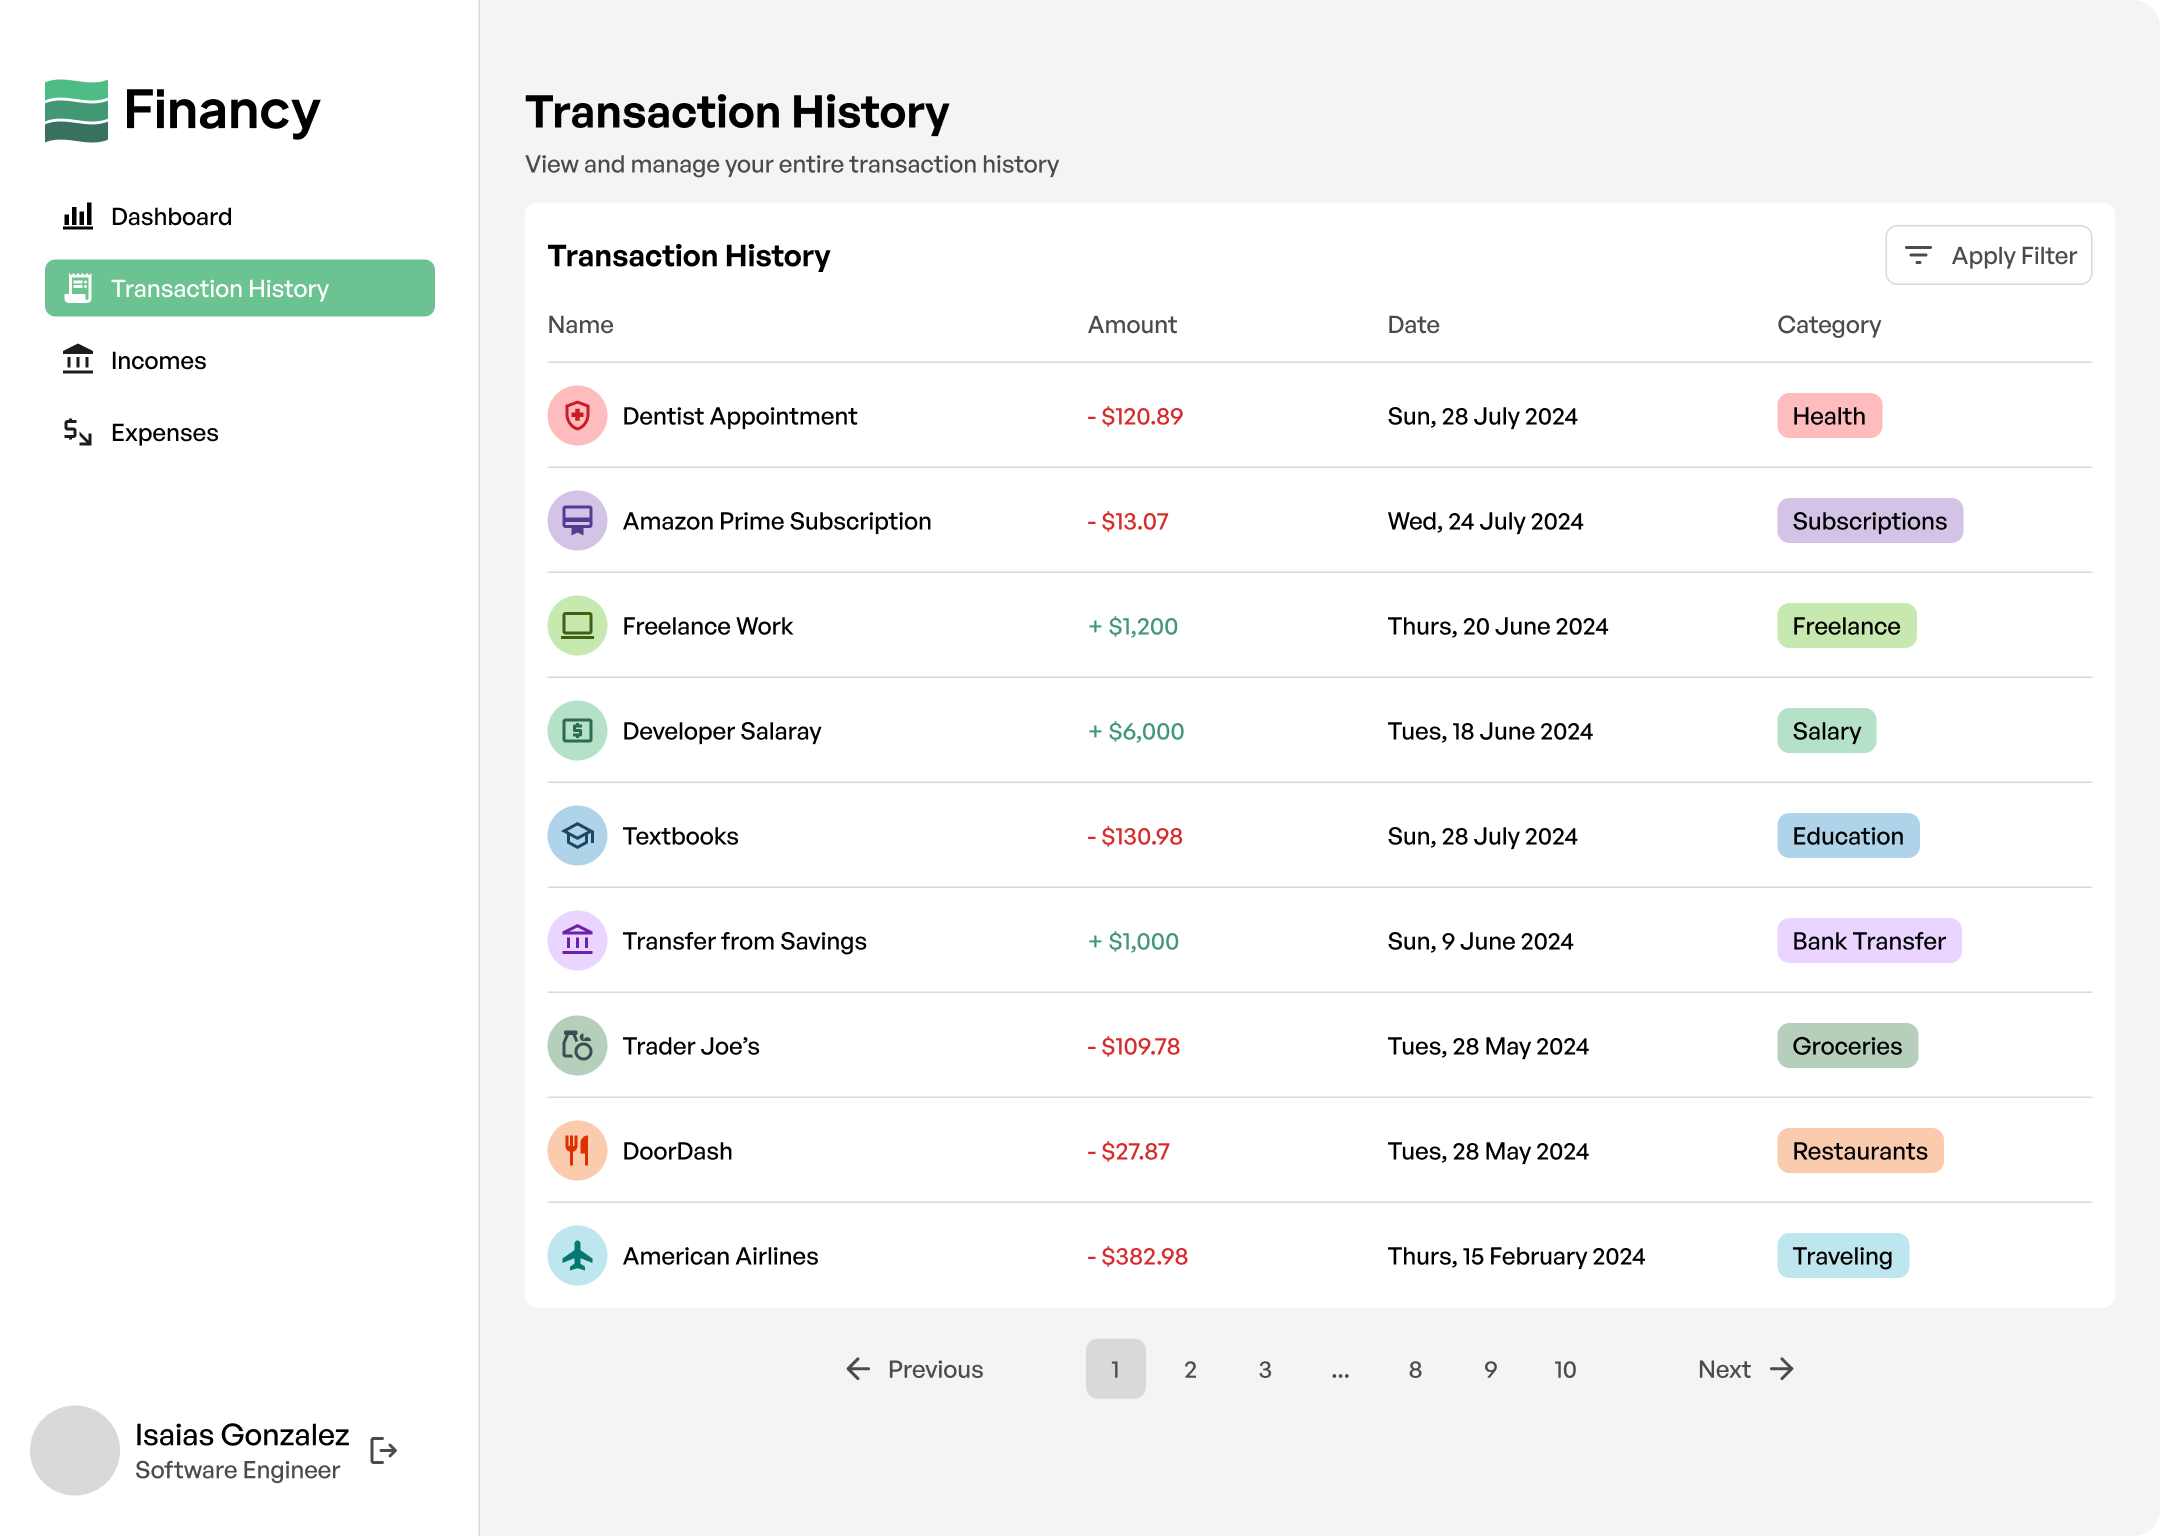 Financy
Dashboard
Transaction History
Incomes
Expenses
Isaias Gonzalez
Software Engineer
Transaction History
View and manage your entire transaction history
Transaction History
Apply Filter
Name Amount Date Category
Dentist Appointment - $120.89 Sun, 28 July 2024 Health
Amazon Prime Subscription - $13.07 Wed, 24 July 2024 Subscriptions
Freelance Work + $1,200 Thurs, 20 June 2024 Freelance
Developer Salaray + $6,000 Tues, 18 June 2024 Salary
Textbooks - $130.98 Sun, 28 July 2024 Education
Transfer from Savings + $1,000 Sun, 9 June 2024 Bank Transfer
Trader Joe’s - $109.78 Tues, 28 May 2024 Groceries
DoorDash - $27.87 Tues, 28 May 2024 Restaurants
American Airlines - $382.98 Thurs, 15 February 2024 Traveling
Previous 1 2 3 ... 8 9 10 Next